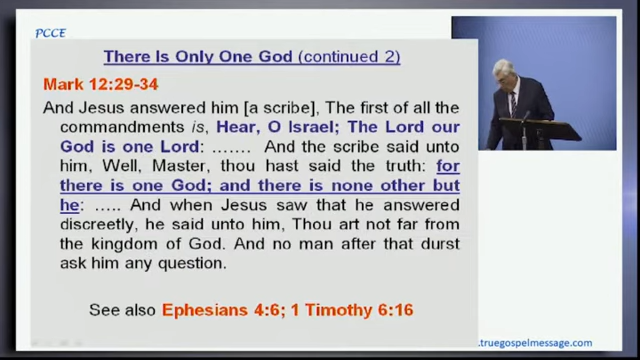 PCCE
There Is Only One God (continued 2)
Mark 12:29-34
And Jesus answered him [a scribe], The first of all the
commandments is, Hear, O Israel; The Lord our
God is one Lord: ……. And the scribe said unto
him, Well, Master, thou hast said the truth: for
there is one God; and there is none other but
he: ….. And when Jesus saw that he answered
discreetly, he said unto him, Thou art not far from
the kingdom of God. And no man after that durst
ask him any question.
See also Ephesians 4:6; 1 Timothy 6:16
.truegospelmessage.com